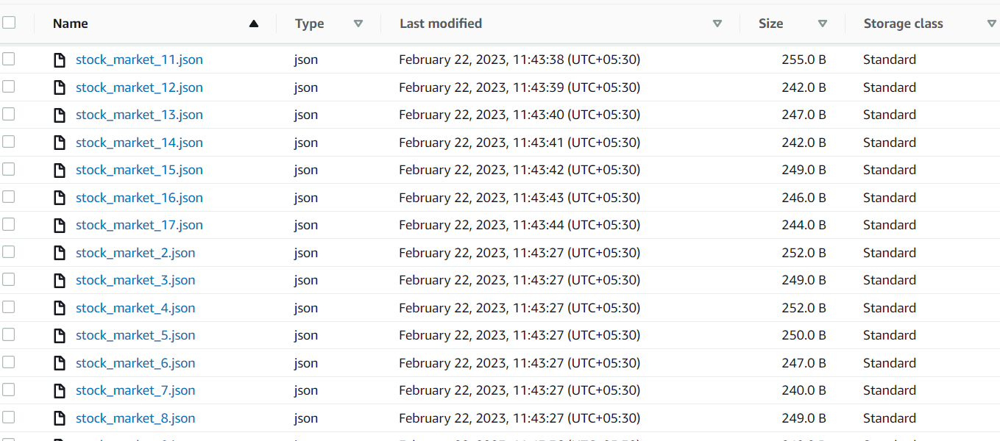 Name Type Last modified Size Storage class
stock_market_11.json json February 22, 2023, 11:43:38 (UTC+05:30) 255.0 B Standard
stock_market_12.json json February 22, 2023, 11:43:39 (UTC+05:30) 242.0 B Standard
stock_market_13.json json February 22, 2023, 11:43:40 (UTC+05:30) 247.0 B Standard
stock_market_14.json json February 22, 2023, 11:43:41 (UTC+05:30) 242.0 B Standard
stock_market_15.json json February 22, 2023, 11:43:42 (UTC+05:30) 249.0 B Standard
stock_market_16.json json February 22, 2023, 11:43:43 (UTC+05:30) 246.0 B Standard
stock_market_17.json json February 22, 2023, 11:43:44 (UTC+05:30) 244.0 B Standard
stock_market_2.json json February 22, 2023, 11:43:27 (UTC+05:30) 252.0 B Standard
stock_market_3.json json February 22, 2023, 11:43:27 (UTC+05:30) 249.0 B Standard
stock_market_4.json json February 22, 2023, 11:43:27 (UTC+05:30) 252.0 B Standard
stock_market_5.json json February 22, 2023, 11:43:27 (UTC+05:30) 250.0 B Standard
stock_market_6.json json February 22, 2023, 11:43:27 (UTC+05:30) 247.0 B Standard
stock_market_7.json json February 22, 2023, 11:43:27 (UTC+05:30) 240.0 B Standard
stock_market_8.json json February 22, 2023, 11:43:27 (UTC+05:30) 249.0 B Standard